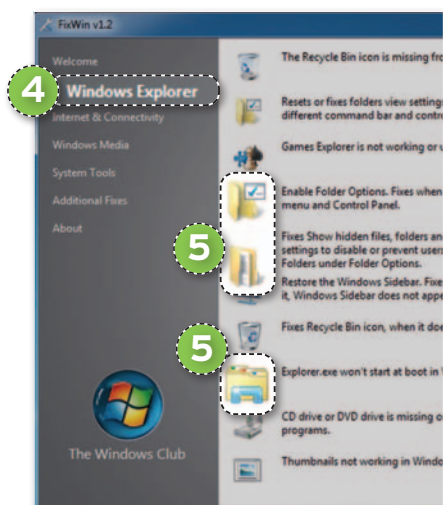 FixWin v1.2
Welcome
4
Windows Explorer
Internet & Connectivity
Windows Media
System Tools
Additional Fixes
About
The Windows Club
The Recycle Bin icon is missing fro
Resets or fixes folders view settings
different command bar and contro
Games Explorer is not working or u
5
Enable Folder Options. Fixes when
menu and Control Panel.
Fixes Show hidden files, folders an
settings to disable or prevent users
Folders under Folder Options.
Restore the Windows Sidebar. Fixe
it, Windows Sidebar does not appe
Fixes Recycle Bin icon, when it doe
5
Explorer.exe won't start at boot in
CD drive or DVD drive is missing o
programs.
Thumbnails not working in Windo